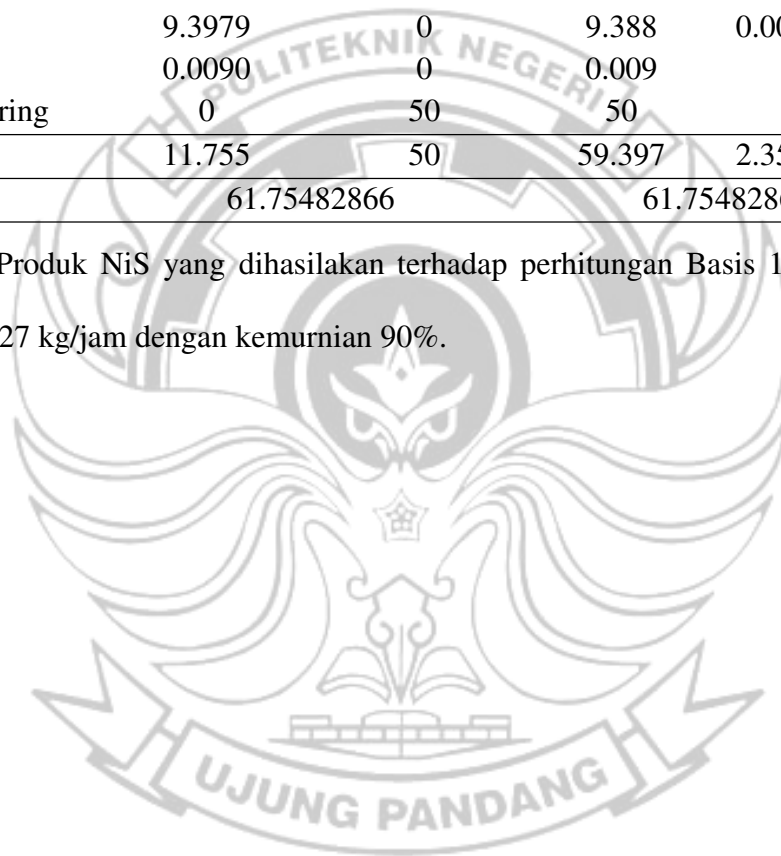 9.3979 0 9.388 0.00
POLITEKNIK NEGERI
0.0090 0 0.009
ring 0 50 50
11.755 50 59.397 2.35
61.75482866 61.7548286
Produk NiS yang dihasilakan terhadap perhitungan Basis 1
27 kg/jam dengan kemurnian 90%.
UJUNG PANDANG